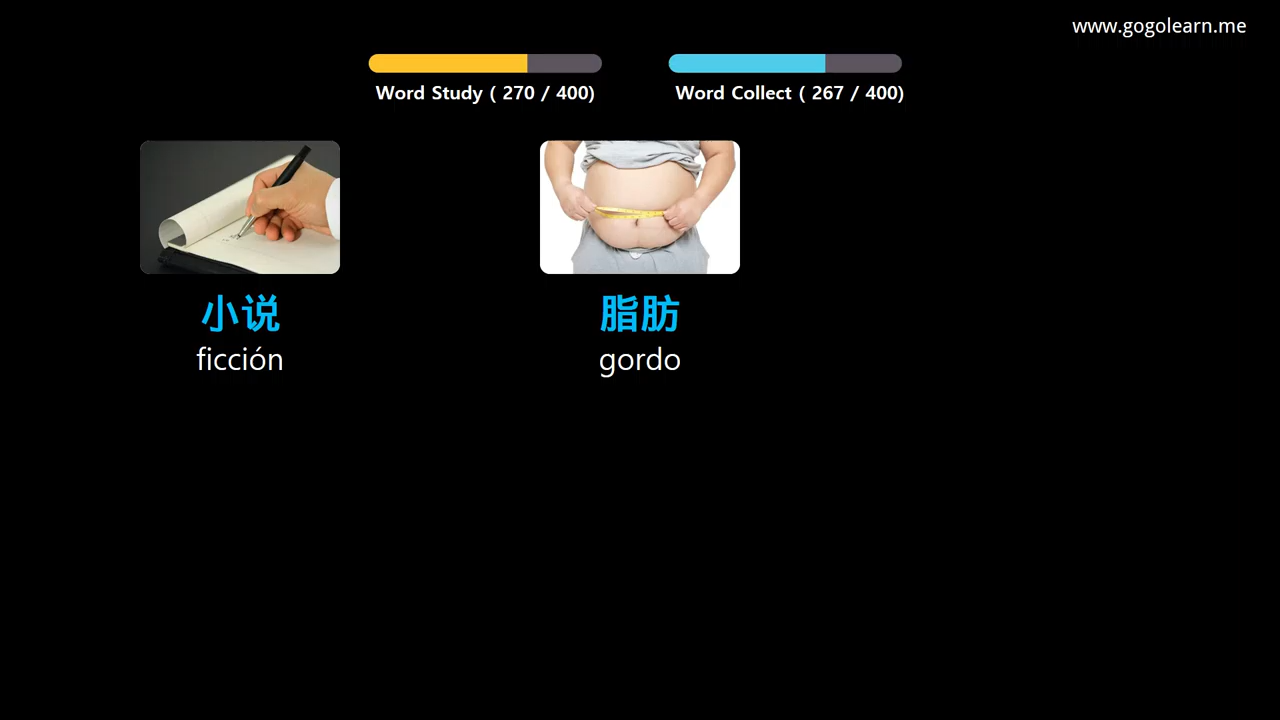 www.gogolearn.me
Word Study ( 270 / 400)
Word Collect ( 267 / 400)
小说
ficción
脂肪
gordo